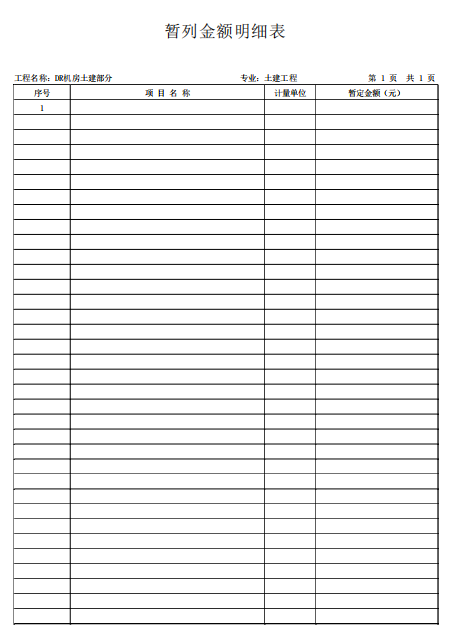 暂列金额明细表
工程名称：DR机房土建部分 专业：土建工程 第 1 页 共 1 页
序号 项 目 名 称 计量单位 暂定金额（元）
1